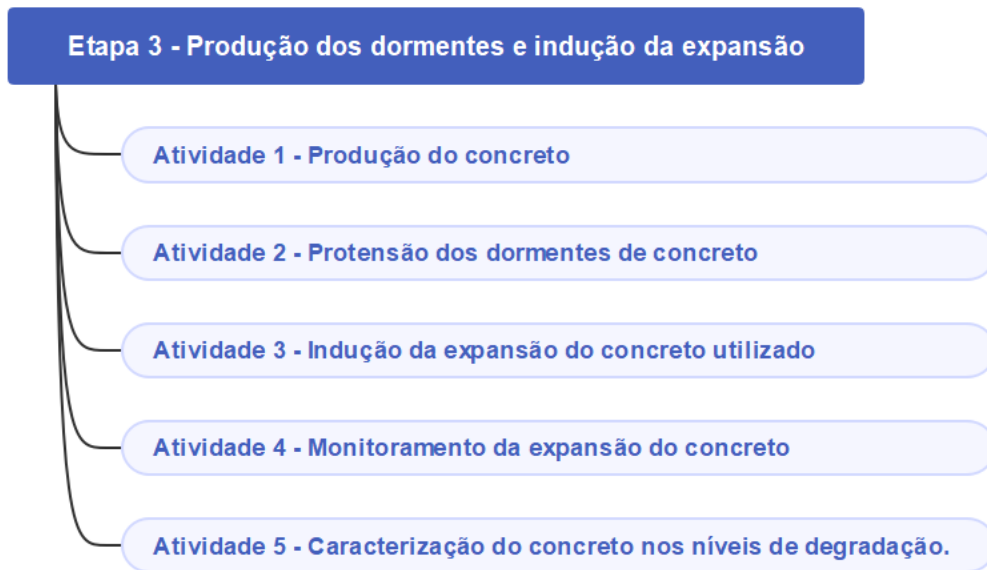 Etapa 3 - Produção dos dormentes e indução da expansão
Atividade 1 - Produção do concreto
Atividade 2 - Protensão dos dormentes de concreto
Atividade 3 - Indução da expansão do concreto utilizado
Atividade 4 - Monitoramento da expansão do concreto
Atividade 5 - Caracterização do concreto nos níveis de degradação.